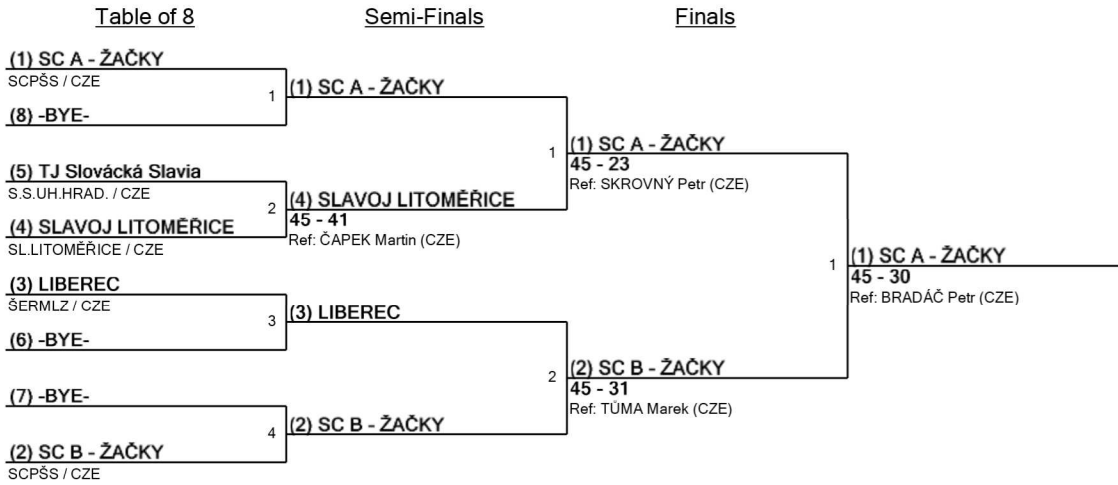 Table of 8
Semi-Finals
Finals
(1) SC A - ŽAČKY
SCPŠS / CZE
1
(1) SC A - ŽAČKY
(8) -BYE-
1
(1) SC A - ŽAČKY
45 - 23
Ref: SKROVNÝ Petr (CZE)
(5) TJ Slovácká Slavia
S.S.UH.HRAD. / CZE
2
(4) SLAVOJ LITOMĚŘICE
45 - 41
Ref: ČAPEK Martin (CZE)
(4) SLAVOJ LITOMĚŘICE
SL.LITOMĚŘICE / CZE
1
(1) SC A - ŽAČKY
45 - 30
Ref: BRADÁČ Petr (CZE)
(3) LIBEREC
ŠERMLZ / CZE
3
(3) LIBEREC
(6) -BYE-
2
(2) SC B - ŽAČKY
45 - 31
Ref: TŮMA Marek (CZE)
(7) -BYE-
4
(2) SC B - ŽAČKY
(2) SC B - ŽAČKY
SCPŠS / CZE